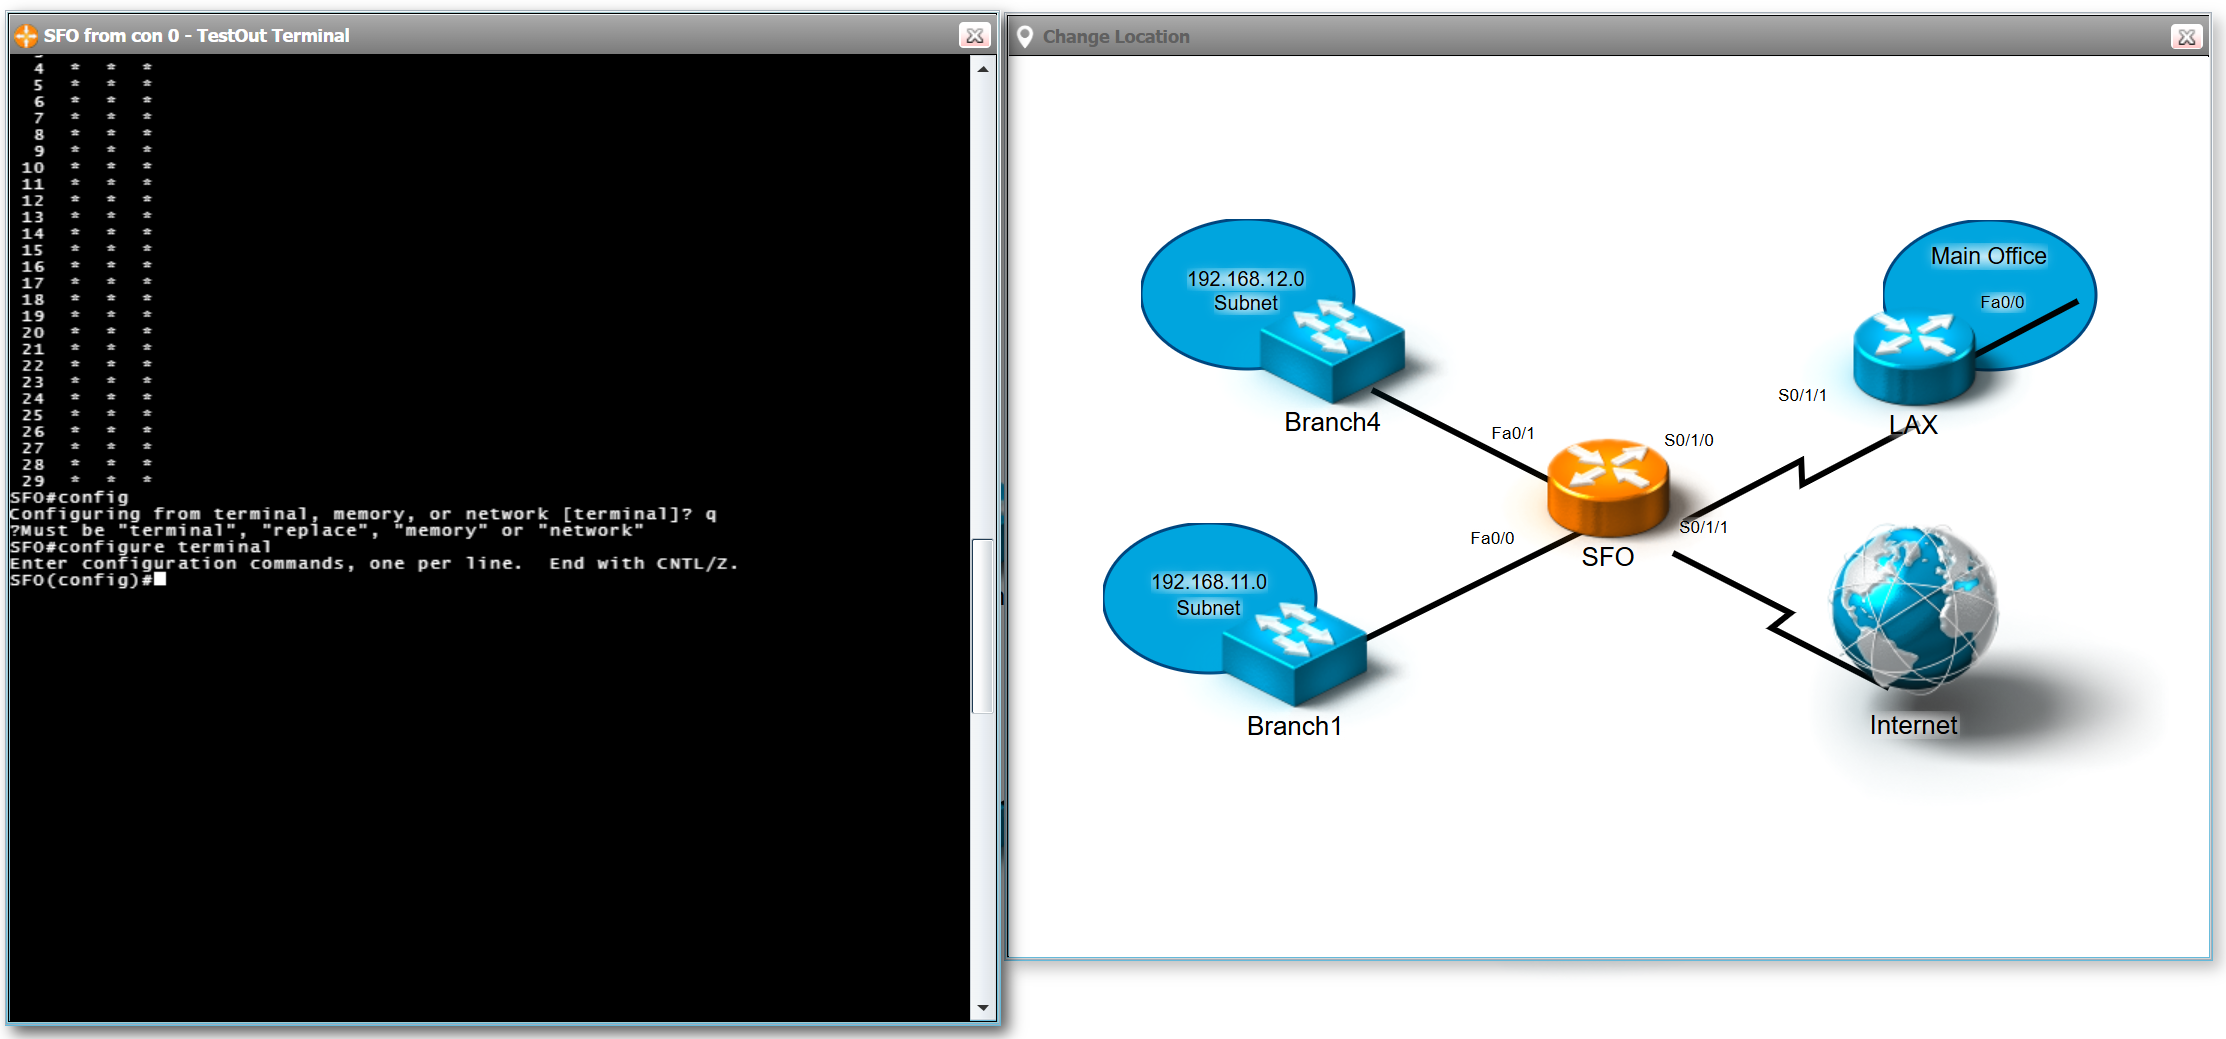 SFO from con 0 - TestOut Terminal
4 * * *
5 * * *
6 * * *
7 * * *
8 * * *
9 * * *
10 * * *
11 * * *
12 * * *
13 * * *
14 * * *
15 * * *
16 * * *
17 * * *
18 * * *
19 * * *
20 * * *
21 * * *
22 * * *
23 * * *
24 * * *
25 * * *
26 * * *
27 * * *
28 * * *
29 * * *
SFO#config
Configuring from terminal, memory, or network [terminal]? q
?Must be "terminal", "replace", "memory" or "network"
SFO#configure terminal
Enter configuration commands, one per line.  End with CNTL/Z.
SFO(config)#
Change Location
192.168.12.0
Subnet
Branch4
Main Office
Fa0/0
S0/1/1
LAX
Fa0/1
S0/1/0
SFO
S0/1/1
Fa0/0
192.168.11.0
Subnet
Branch1
Internet